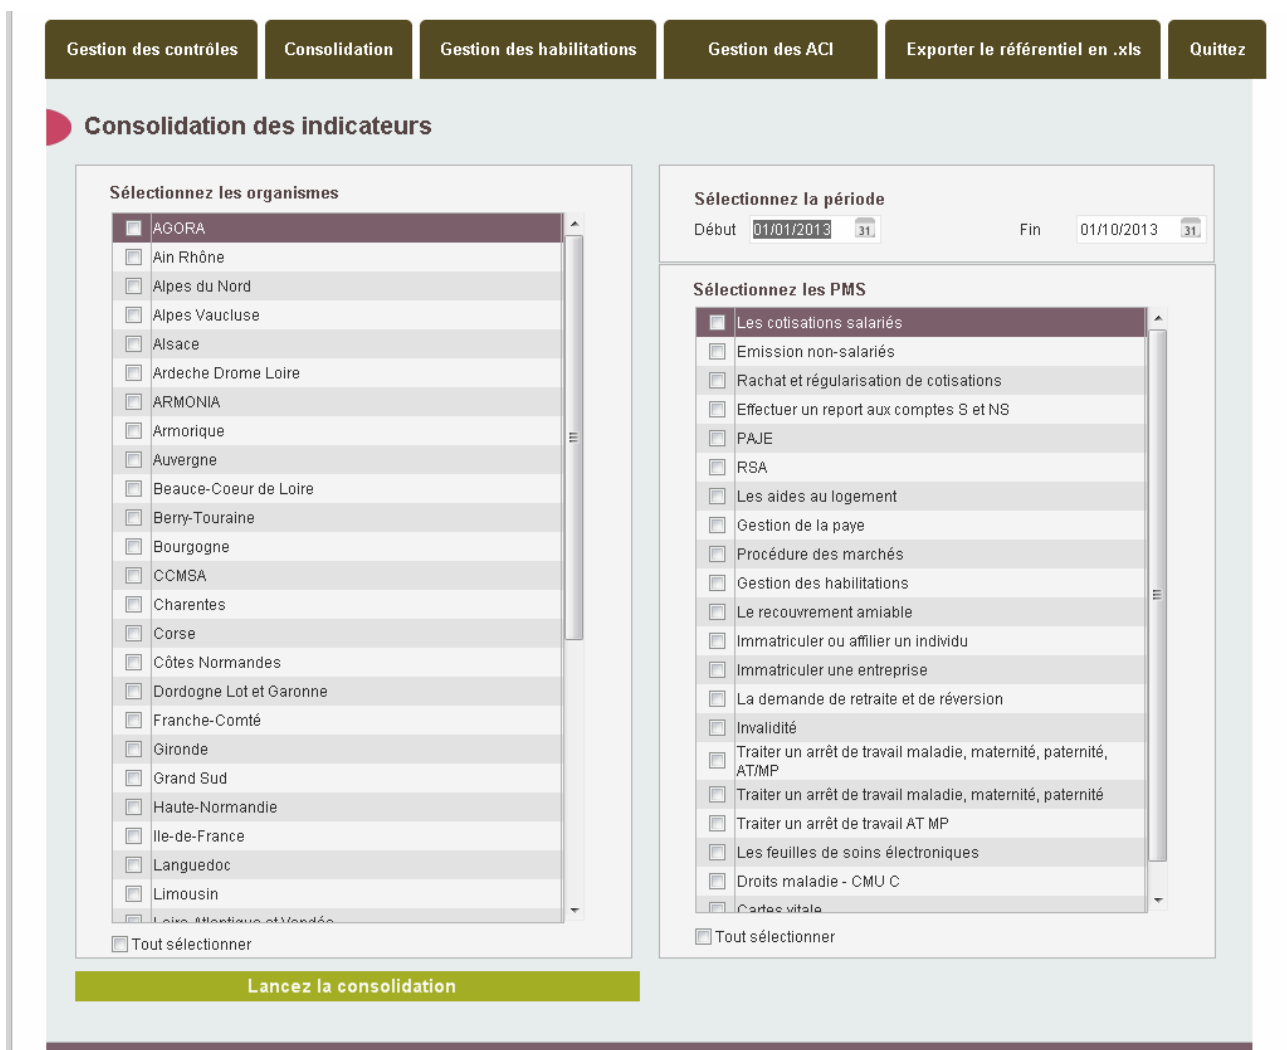 Gestion des contrôles
Consolidation
Gestion des habilitations
Gestion des ACI
Exporter le référentiel en .xls
Quittez
Consolidation des indicateurs
Sélectionnez les organismes
AGORA
Ain Rhône
Alpes du Nord
Alpes Vaucluse
Alsace
Ardeche Drome Loire
ARMONIA
Armorique
Auvergne
Beauce-Coeur de Loire
Berry-Touraine
Bourgogne
CCMSA
Charentes
Corse
Côtes Normandes
Dordogne Lot et Garonne
Franche-Comté
Gironde
Grand Sud
Haute-Normandie
Ile-de-France
Languedoc
Limousin
Loire Atlantique et Vendée
Tout sélectionner
Lancez la consolidation
Sélectionnez la période
Début 01/01/2013 31 Fin 01/10/2013 31
Sélectionnez les PMS
Les cotisations salariés
Emission non-salariés
Rachat et régularisation de cotisations
Effectuer un report aux comptes S et NS
PAJE
RSA
Les aides au logement
Gestion de la paye
Procédure des marchés
Gestion des habilitations
Le recouvrement amiable
Immatriculer ou affilier un individu
Immatriculer une entreprise
La demande de retraite et de réversion
Invalidité
Traiter un arrêt de travail maladie, maternité, paternité,
AT/MP
Traiter un arrêt de travail maladie, maternité, paternité
Traiter un arrêt de travail AT MP
Les feuilles de soins électroniques
Droits maladie - CMU C
Cartes vitale
Tout sélectionner